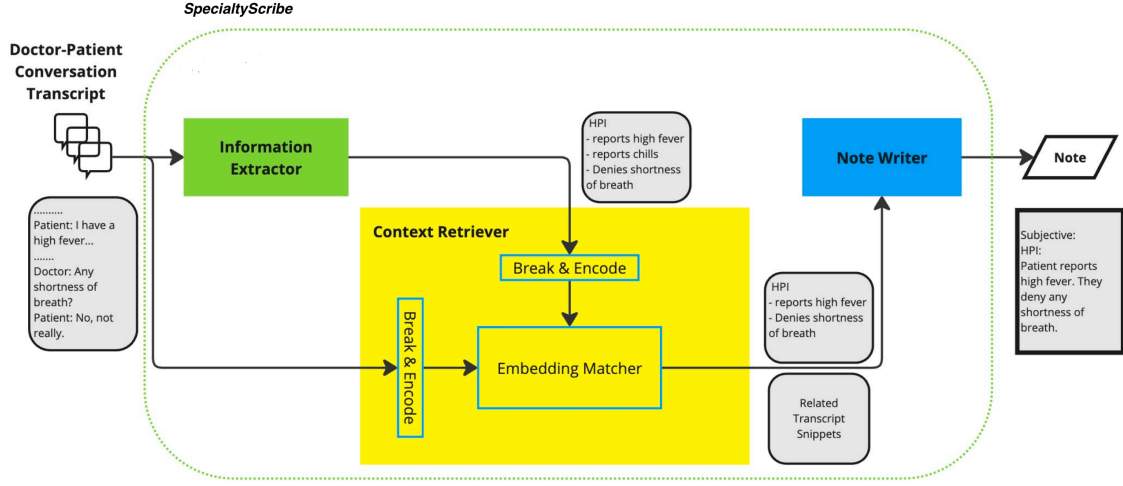 SpecialtyScribe
Doctor-Patient
Conversation
Transcript
..........
Patient: I have a
high fever...
.......
Doctor: Any
shortness of
breath?
Patient: No, not
really.
Information
Extractor
HPI
- reports high fever
- reports chills
- Denies shortness
of breath
Context Retriever
Break & Encode
Break & Encode
Embedding Matcher
HPI
- reports high fever
- Denies shortness
of breath
Related
Transcript
Snippets
Note Writer
Note
Subjective:
HPI:
Patient reports
high fever. They
deny any
shortness of
breath.